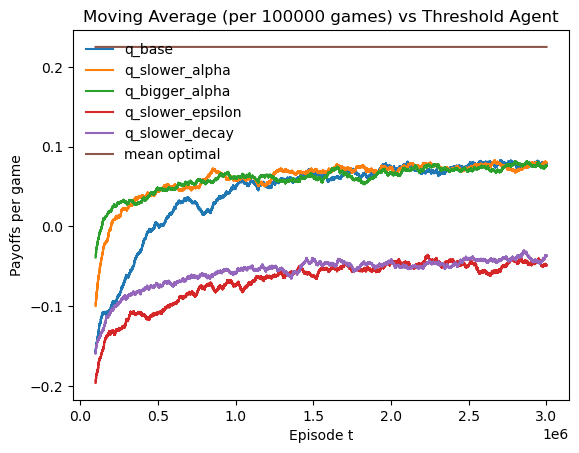 Moving Average (per 100000 games) vs Threshold Agent
Payoffs per game
0.2
0.1
0.0
−0.1
−0.2
q_base
q_slower_alpha
q_bigger_alpha
q_slower_epsilon
q_slower_decay
mean optimal
0.0 0.5 1.0 1.5 2.0 2.5 3.0
1e6
Episode t